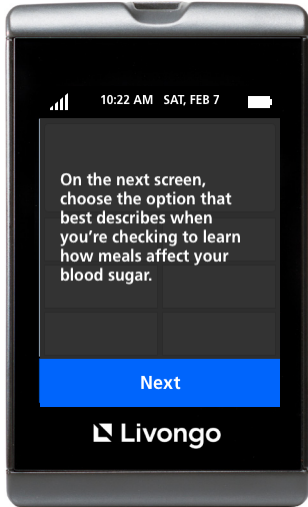 10:22 AM SAT, FEB 7
On the next screen,
choose the option that
best describes when
you’re checking to learn
how meals affect your
blood sugar.
Next
Livongo